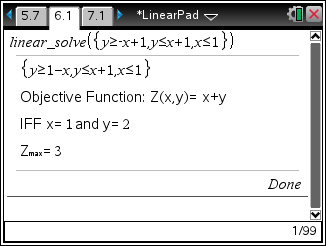 5.7 6.1 7.1 *LinearPad
linear_solve({y≥-x+1,y≤x+1,x≤1})
{y≥1−x,y≤x+1,x≤1}
Objective Function: Z(x,y)= x+y
IFF x= 1 and y= 2
Zmax= 3
Done
1/99